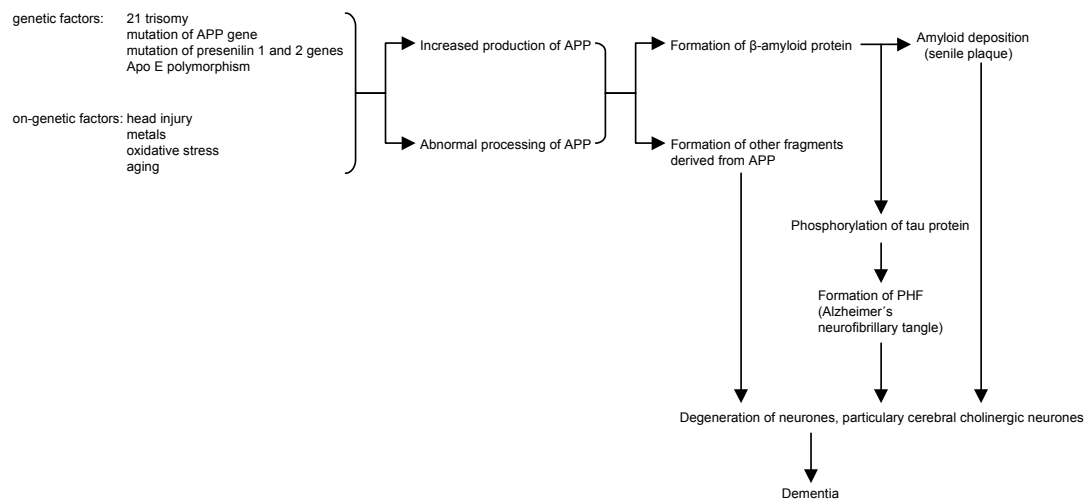 genetic factors: 21 trisomy
mutation of APP gene
mutation of presenilin 1 and 2 genes
Apo E polymorphism
on-genetic factors: head injury
metals
oxidative stress
aging
Increased production of APP
Abnormal processing of APP
Formation of β-amyloid protein
Formation of other fragments
derived from APP
Amyloid deposition
(senile plaque)
Phosphorylation of tau protein
Formation of PHF
(Alzheimer´s
neurofibrillary tangle)
Degeneration of neurones, particulary cerebral cholinergic neurones
Dementia